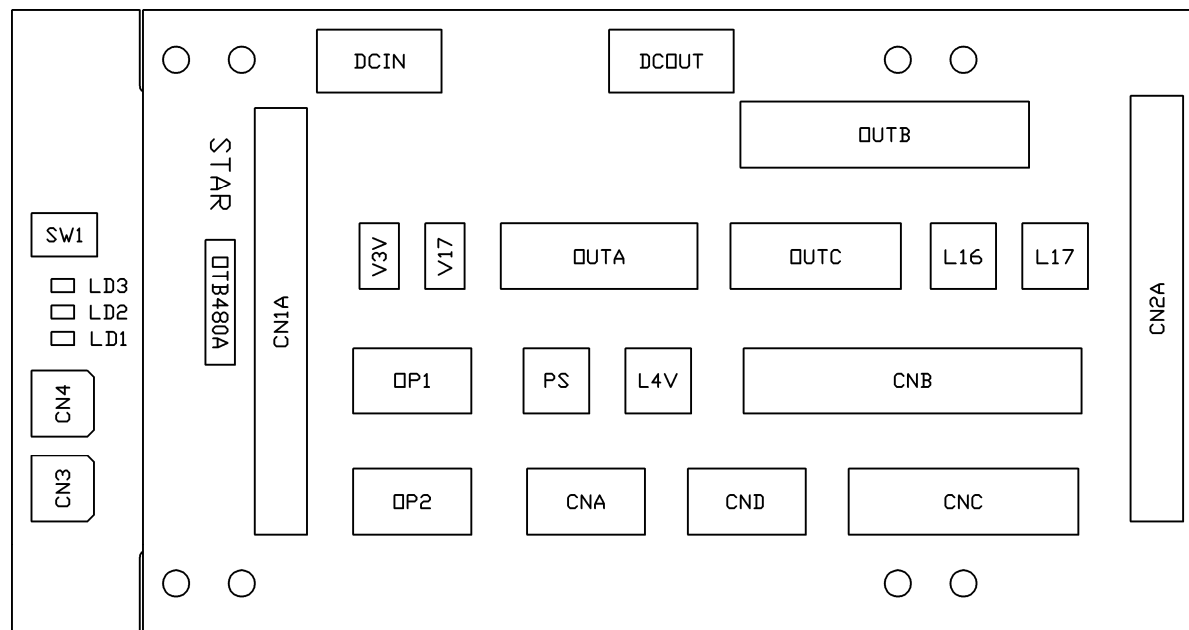 DCIN
DCOUT
OUTB
STAR
SW1
V3V
V17
OUTA
OUTC
L16
L17
LD3
LD2
LD1
OTB480A
CN1A
CN2A
CN4
OP1
PS
L4V
CNB
CN3
OP2
CNA
CND
CNC